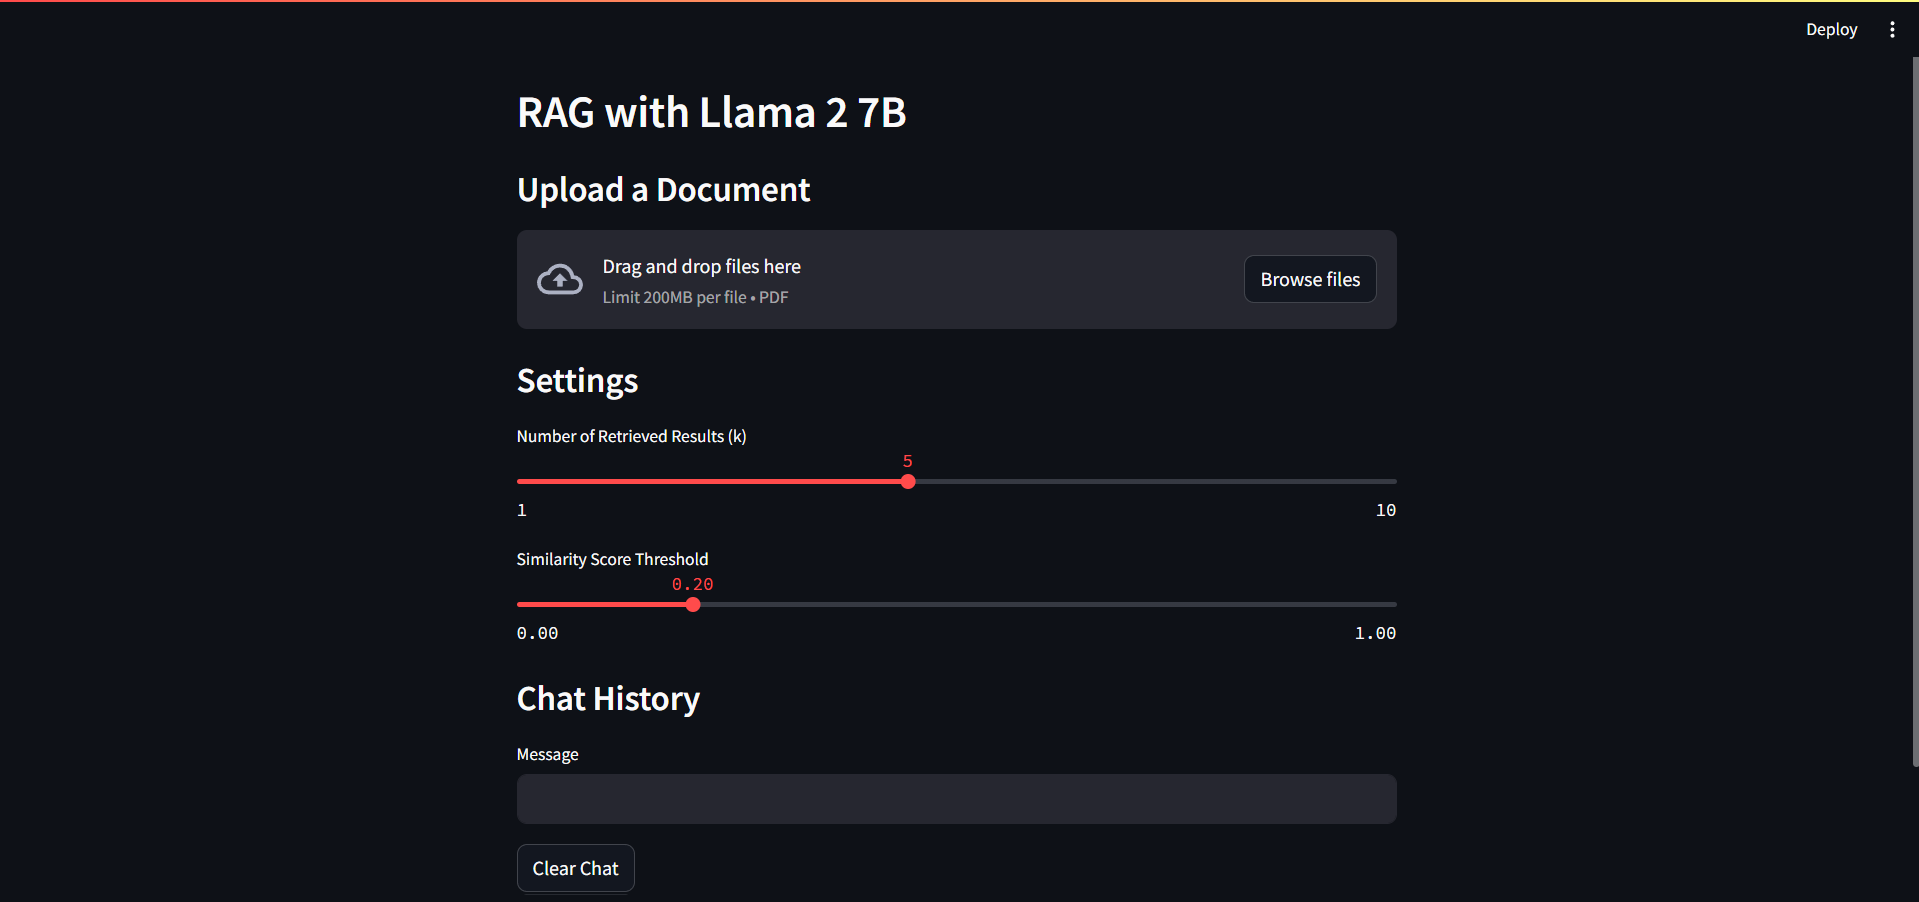 Deploy
RAG with Llama 2 7B
Upload a Document
Drag and drop files here
Limit 200MB per file • PDF
Browse files
Settings
Number of Retrieved Results (k)
5
1
10
Similarity Score Threshold
0.20
0.00
1.00
Chat History
Message
Clear Chat